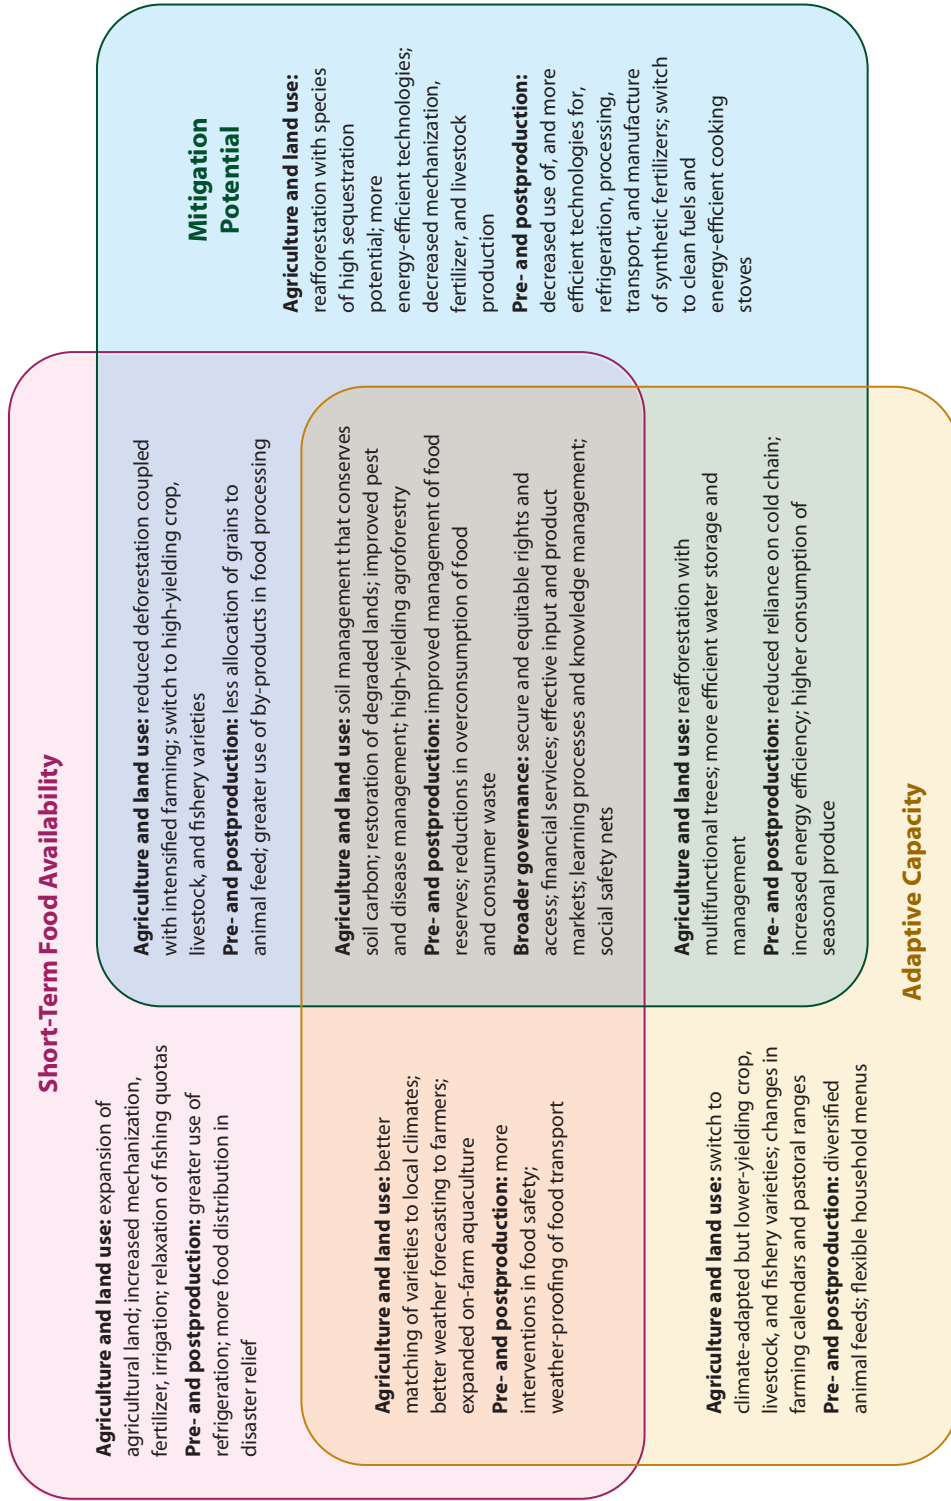 Short-Term Food Availability
Agriculture and land use: expansion of
agricultural land; increased mechanization,
fertilizer, irrigation; relaxation of fishing quotas
Pre- and postproduction: greater use of
refrigeration; more food distribution in
disaster relief
Agriculture and land use: reduced deforestation coupled
with intensified farming; switch to high-yielding crop,
livestock, and fishery varieties
Pre- and postproduction: less allocation of grains to
animal feed; greater use of by-products in food processing
Mitigation
Potential
Agriculture and land use:
reafforestation with species
of high sequestration
potential; more
energy-efficient technologies;
decreased mechanization,
fertilizer, and livestock
production
Pre- and postproduction:
decreased use of, and more
efficient technologies for,
refrigeration, processing,
transport, and manufacture
of synthetic fertilizers; switch
to clean fuels and
energy-efficient cooking
stoves
Agriculture and land use: better
matching of varieties to local climates;
better weather forecasting to farmers;
expanded on-farm aquaculture
Pre- and postproduction: more
interventions in food safety;
weather-proofing of food transport
Agriculture and land use: soil management that conserves
soil carbon; restoration of degraded lands; improved pest
and disease management; high-yielding agroforestry
Pre- and postproduction: improved management of food
reserves; reductions in overconsumption of food
and consumer waste
Broader governance: secure and equitable rights and
access; financial services; effective input and product
markets; learning processes and knowledge management;
social safety nets
Agriculture and land use: switch to
climate-adapted but lower-yielding crop,
livestock, and fishery varieties; changes in
farming calendars and pastoral ranges
Pre- and postproduction: diversified
animal feeds; flexible household menus
Agriculture and land use: reafforestation with
multifunctional trees; more efficient water storage and
management
Pre- and postproduction: reduced reliance on cold chain;
increased energy efficiency; higher consumption of
seasonal produce
Adaptive Capacity